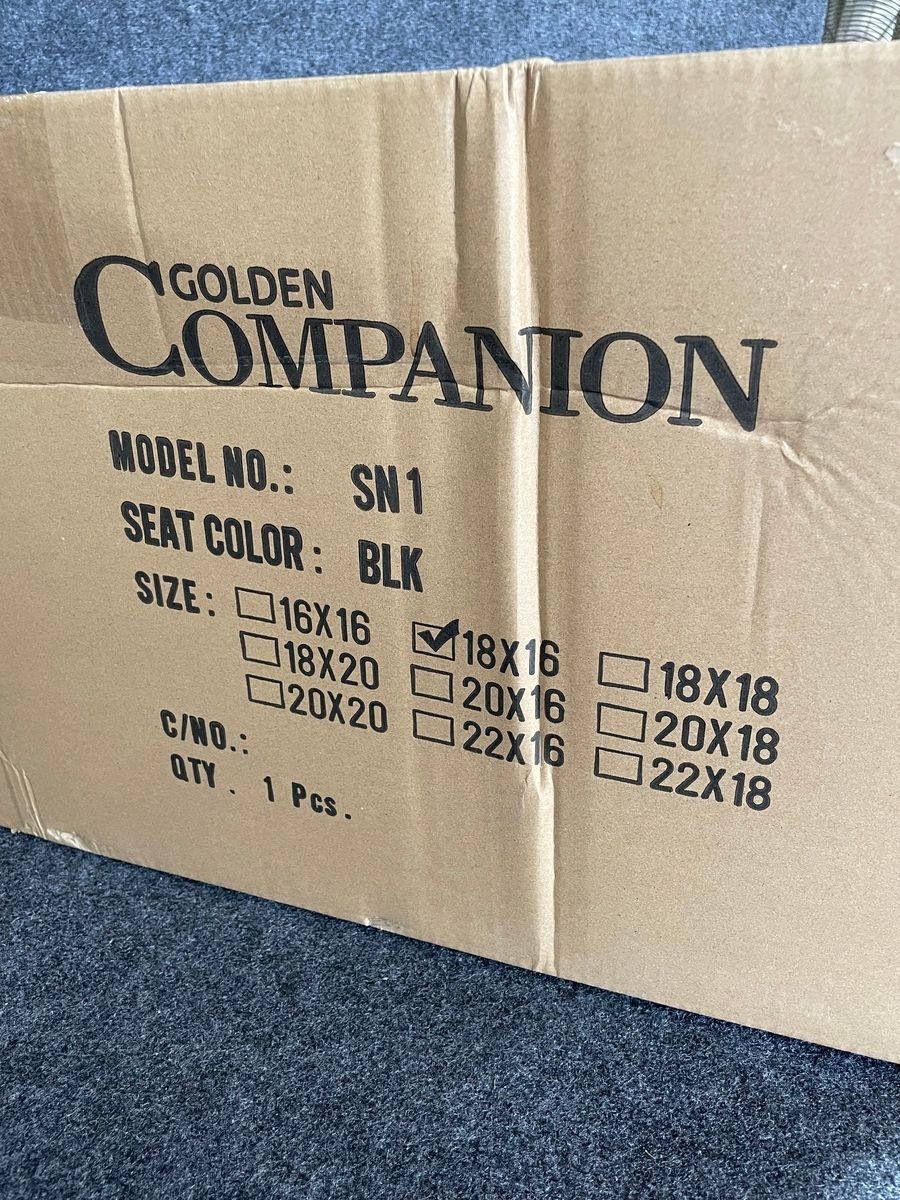 GOLDEN
COMPANION
MODEL NO.: SN1
SEAT COLOR: BLK
SIZE: 16X16 18X16 18X18
18X20 20X16 20X18
20X20 22X16 22X18
C/NO.:
QTY. 1 Pcs.